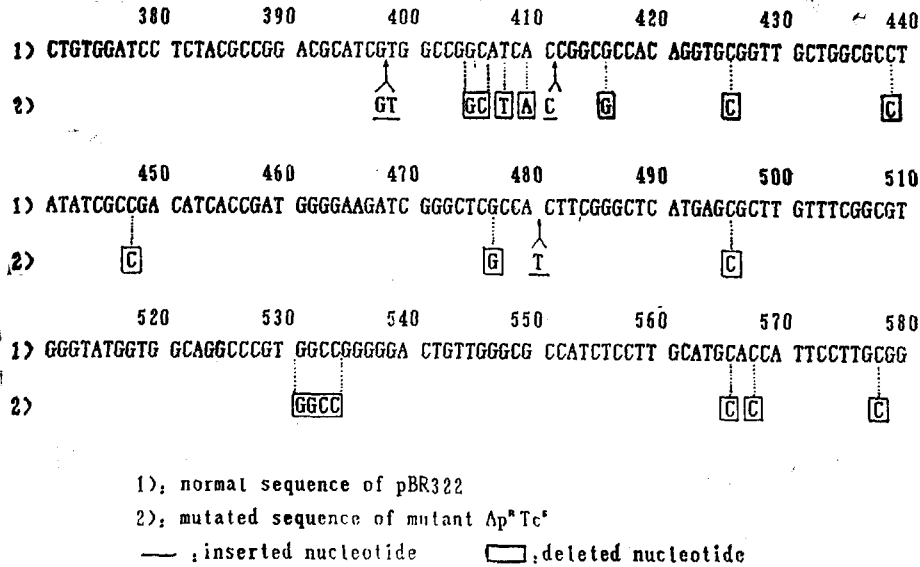 380 390 400 410 420 430 440
1) CTGTGGATCC TCTACGCCGG ACGCATCGTG GCCGGCATCA CCGGCGCCAC AGGTGCGGTT GCTGGCGCCT
2) GT GC T A C G C C
450 460 470 480 490 500 510
1) ATATCGCCGA CATCACCGAT GGGGAAGATC GGGCTCGCCA CTTCGGGCTC ATGAGCGCTT GTTTCGGCGT
2) C G T C
520 530 540 550 560 570 580
1) GGGTATGGTG GCAGGCCCGT GGCCGGGGGA CTGTTGGGCG CCATCTCCTT GCATGCACCA TTCCTTGCGG
2) GGCC C C C
1): normal sequence of pBR322
2): mutated sequence of mutant ApᴿTcˢ
— : inserted nucleotide : deleted nucleotide